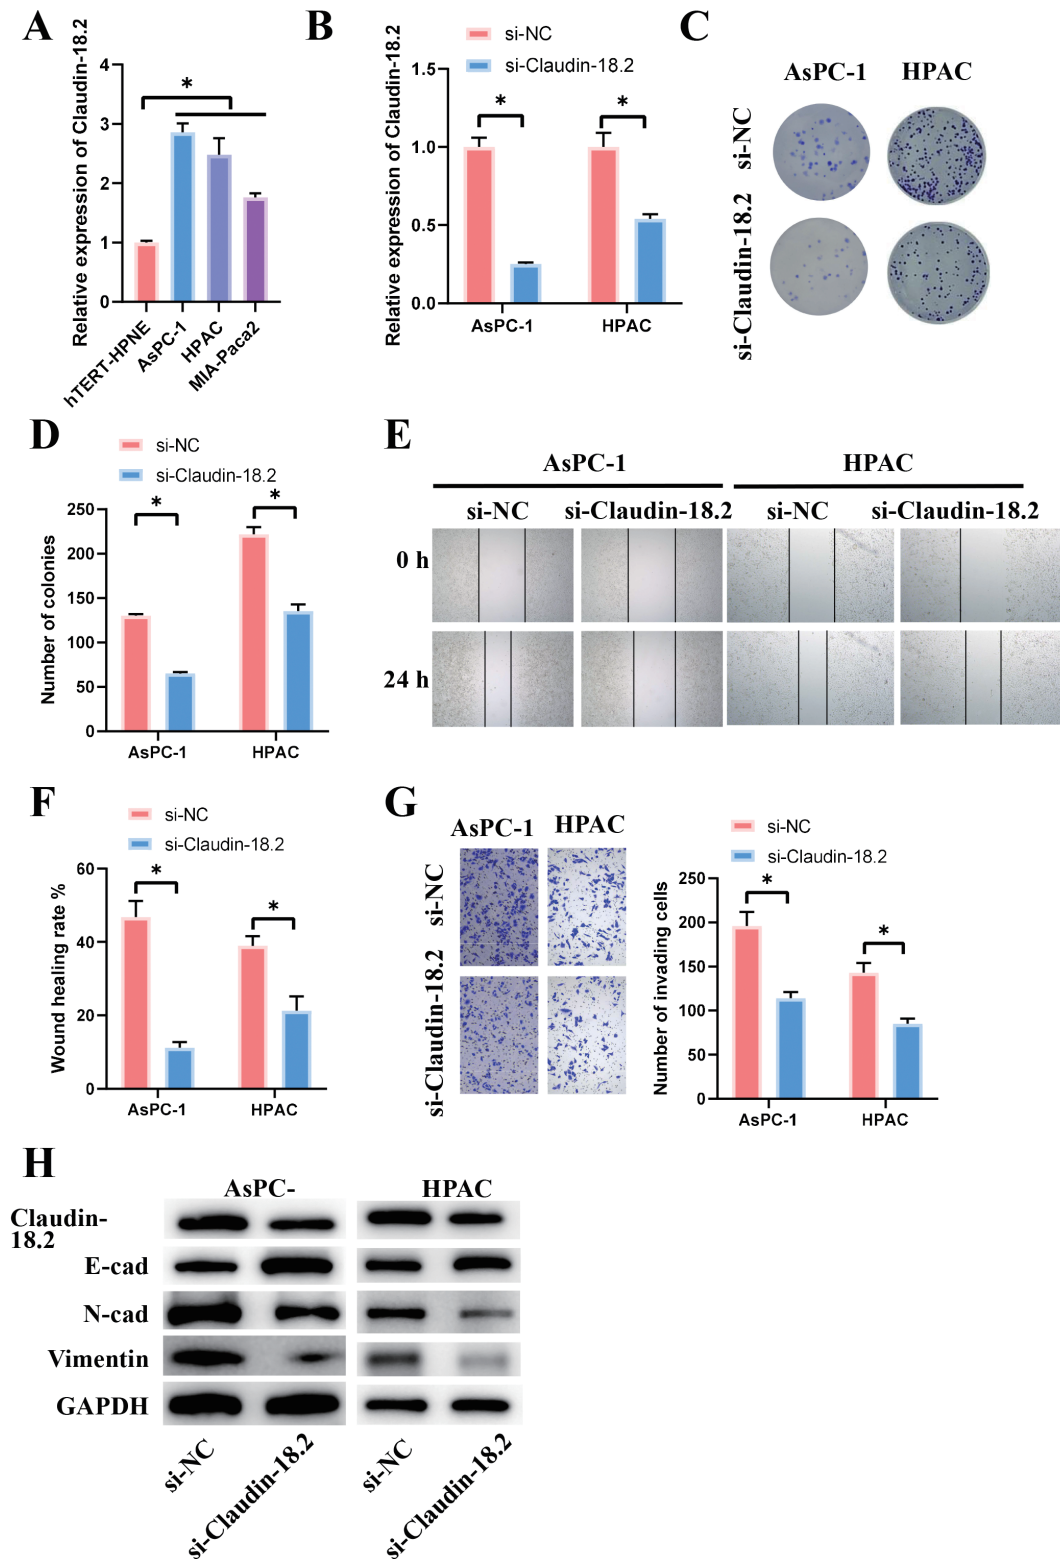 A
Relative expression of Claudin-18.2
4
3
2
1
0
*
hTERT-HPNE
AsPC-1
HPAC
MIA-Paca2
B
si-NC
si-Claudin-18.2
Relative expression of Claudin-18.2
1.5
1.0
0.5
0.0
*
*
AsPC-1
HPAC
C
AsPC-1
HPAC
si-NC
si-Claudin-18.2
D
si-NC
si-Claudin-18.2
Number of colonies
250
200
150
100
50
0
*
*
AsPC-1
HPAC
E
AsPC-1
HPAC
si-NC
si-Claudin-18.2
si-NC
si-Claudin-18.2
0 h
24 h
F
si-NC
si-Claudin-18.2
Wound healing rate %
60
40
20
0
*
*
AsPC-1
HPAC
G
AsPC-1
HPAC
si-NC
si-Claudin-18.2
si-NC
si-Claudin-18.2
Number of invading cells
250
200
150
100
50
0
*
*
AsPC-1
HPAC
H
AsPC-
HPAC
Claudin-
18.2
E-cad
N-cad
Vimentin
GAPDH
si-NC
si-Claudin-18.2
si-NC
si-Claudin-18.2